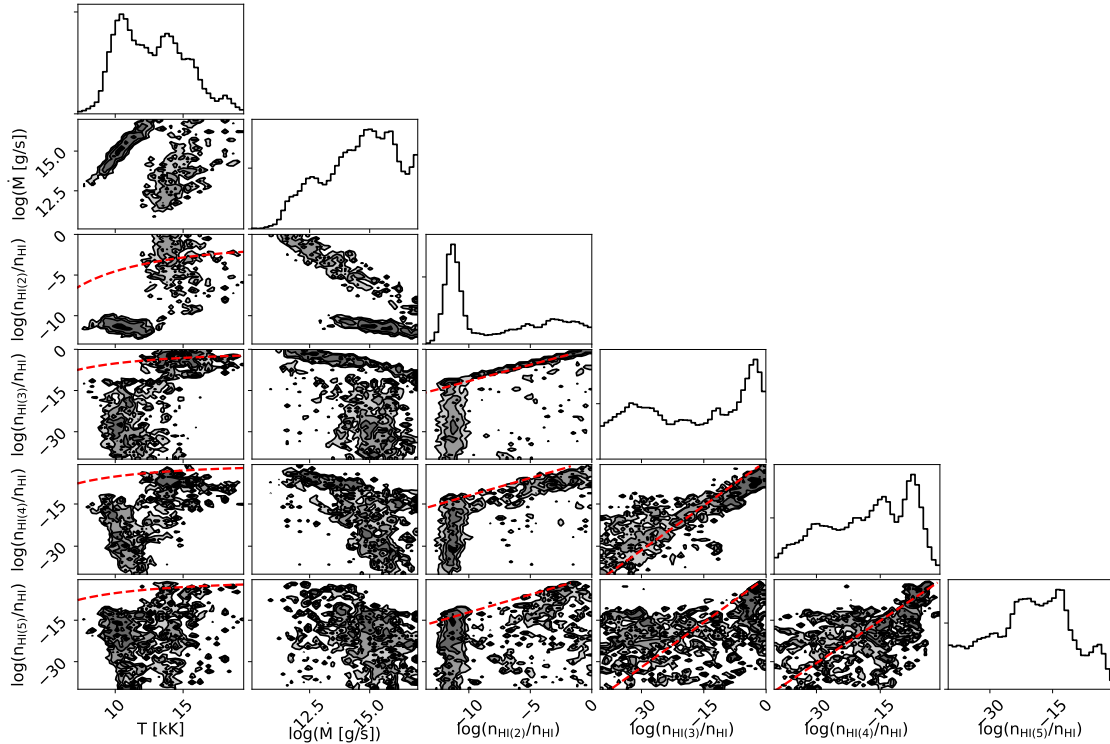 log(Ṁ [g/s])
15.0
12.5
log(n_HI(2)/n_HI)
0
−5
−10
log(n_HI(3)/n_HI)
0
−15
−30
log(n_HI(4)/n_HI)
−15
−30
log(n_HI(5)/n_HI)
−15
−30
10 15 12.5 15.0 −10 −5 0 −30 −15 0 −30 −15 −30 −15
T [kK] log(Ṁ [g/s]) log(n_HI(2)/n_HI) log(n_HI(3)/n_HI) log(n_HI(4)/n_HI) log(n_HI(5)/n_HI)